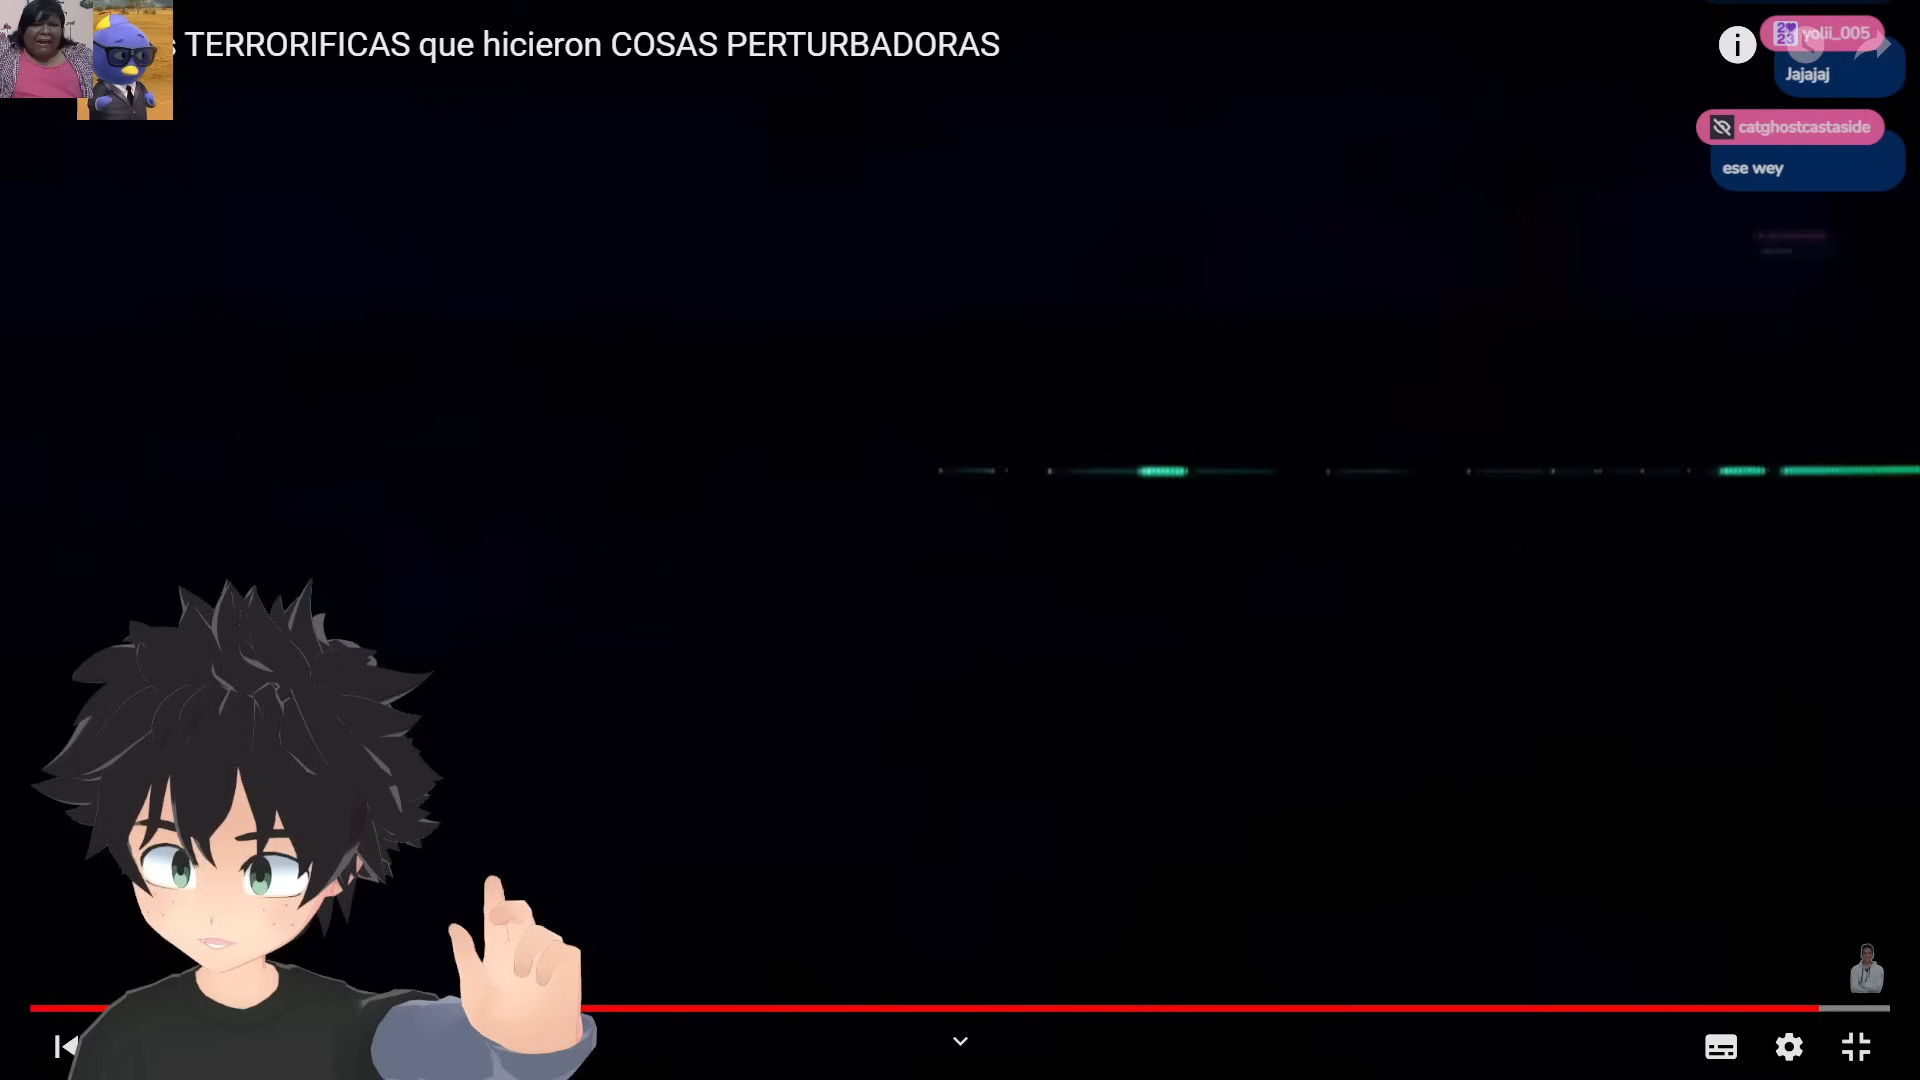 TERRORIFICAS que hicieron COSAS PERTURBADORAS
yolii_005
Jajajaj
catghostcastaside
ese wey